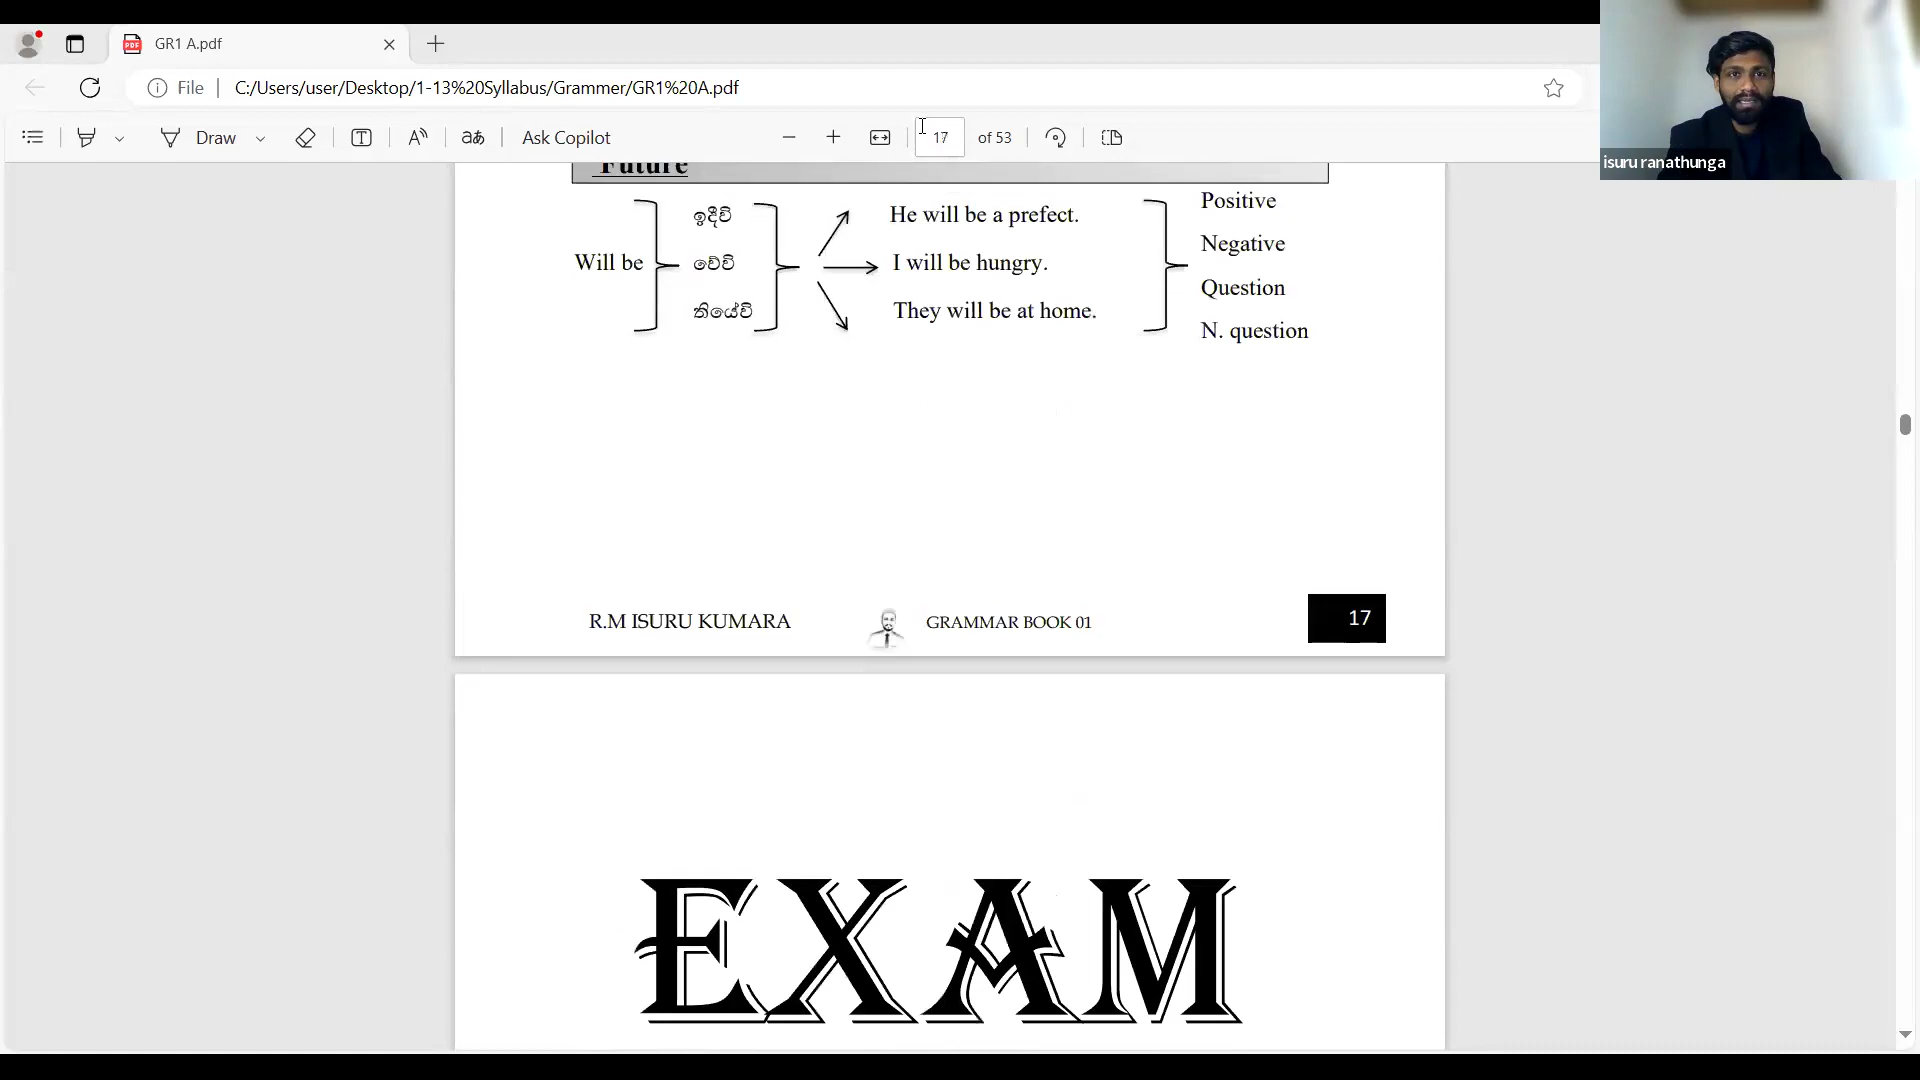 GR1 A.pdf
File
C:/Users/user/Desktop/1-13%20Syllabus/Grammer/GR1%20A.pdf
Draw
Ask Copilot
17 of 53
isuru ranathunga
Future
Will be
ඉදීවි
වේවි
තියේවි
He will be a prefect.
I will be hungry.
They will be at home.
Positive
Negative
Question
N. question
R.M ISURU KUMARA
GRAMMAR BOOK 01
17
EXAM